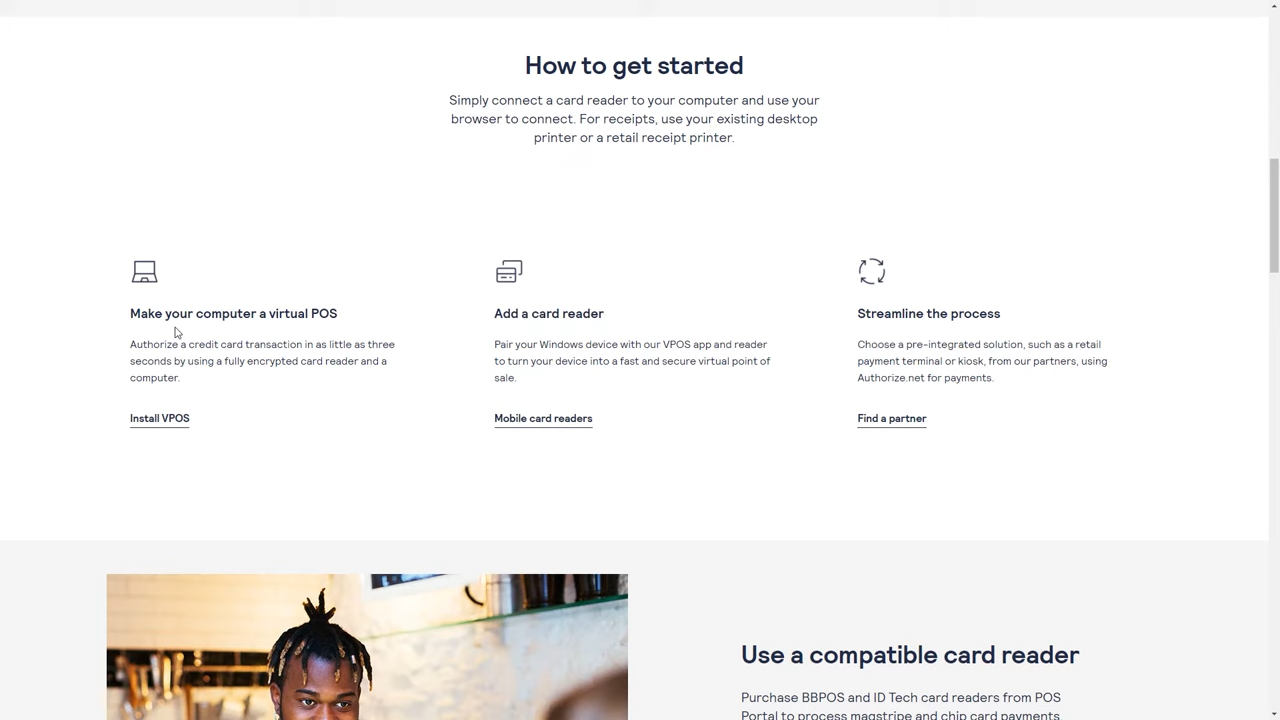 How to get started
Simply connect a card reader to your computer and use your
browser to connect. For receipts, use your existing desktop
printer or a retail receipt printer.
Make your computer a virtual POS
Authorize a credit card transaction in as little as three
seconds by using a fully encrypted card reader and a
computer.
Install VPOS
Add a card reader
Pair your Windows device with our VPOS app and reader
to turn your device into a fast and secure virtual point of
sale.
Mobile card readers
Streamline the process
Choose a pre-integrated solution, such as a retail
payment terminal or kiosk, from our partners, using
Authorize.net for payments.
Find a partner
Use a compatible card reader
Purchase BBPOS and ID Tech card readers from POS
Portal to process magstripe and chip card payments